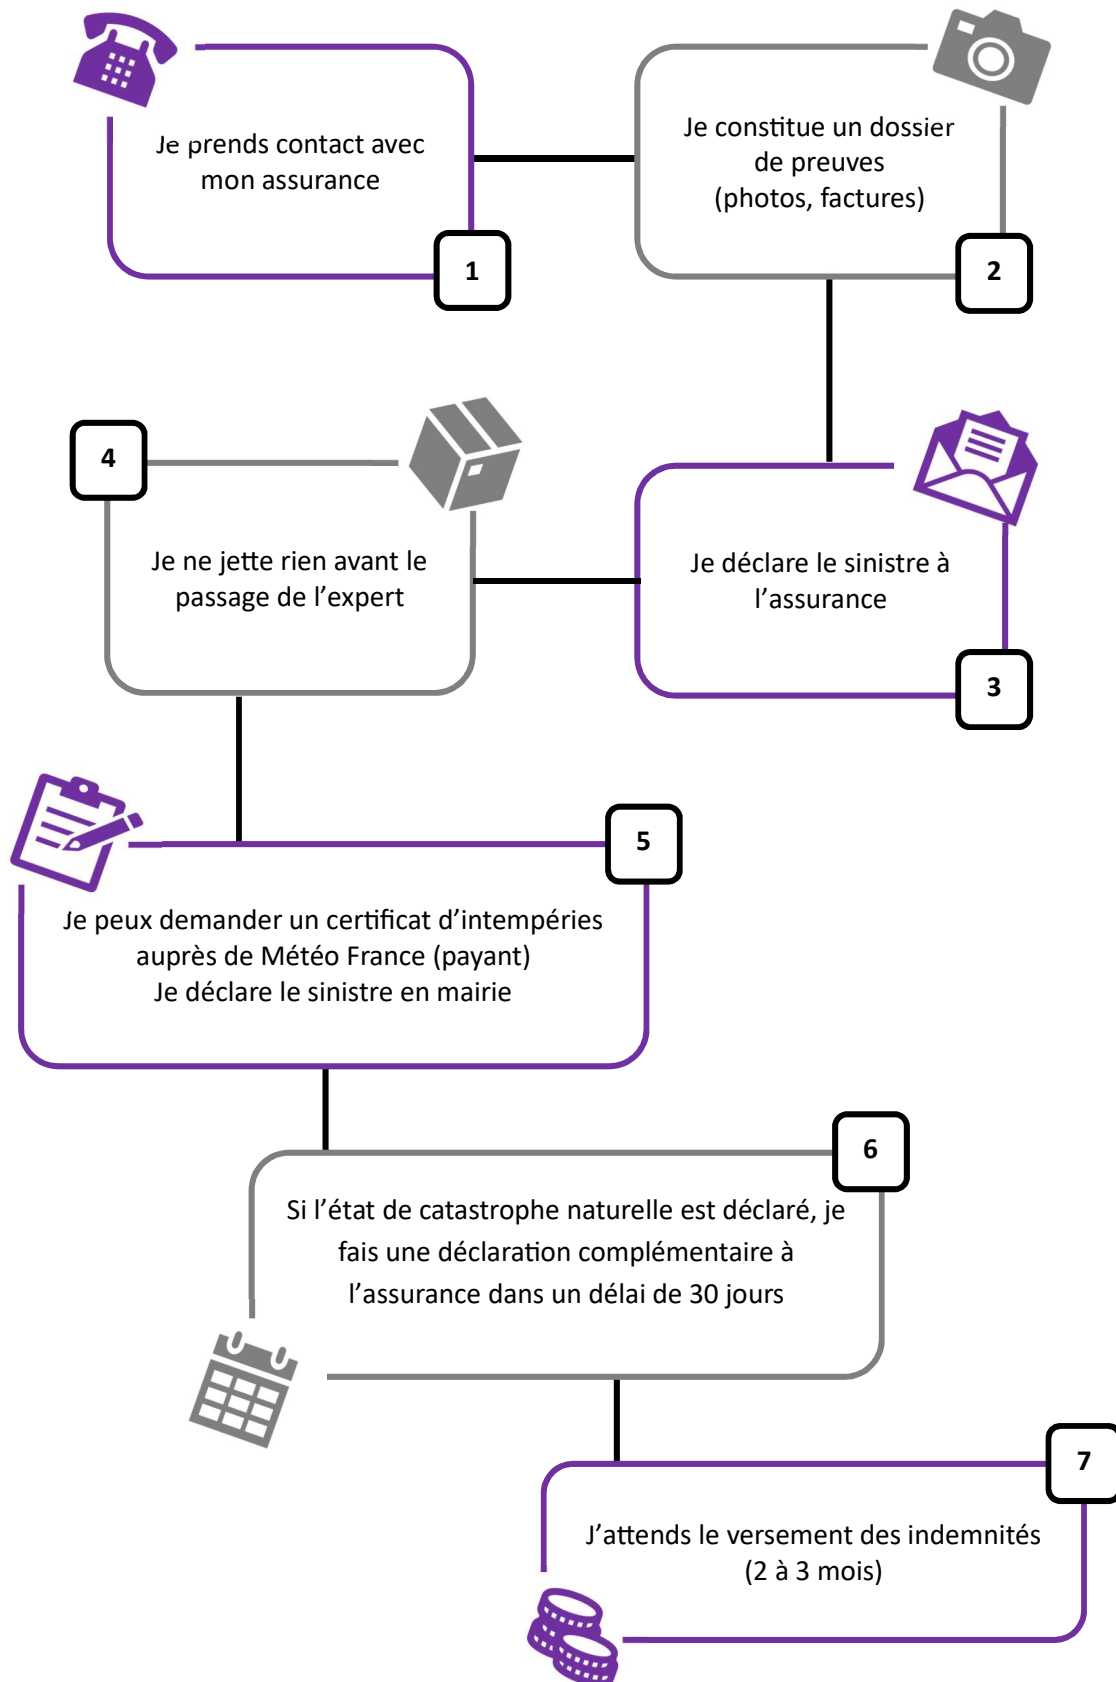 Je prends contact avec
mon assurance
1
Je constitue un dossier
de preuves
(photos, factures)
2
Je déclare le sinistre à
l’assurance
3
4
Je ne jette rien avant le
passage de l’expert
5
Je peux demander un certificat d’intempéries
auprès de Météo France (payant)
Je déclare le sinistre en mairie
6
Si l’état de catastrophe naturelle est déclaré, je
fais une déclaration complémentaire à
l’assurance dans un délai de 30 jours
7
J’attends le versement des indemnités
(2 à 3 mois)